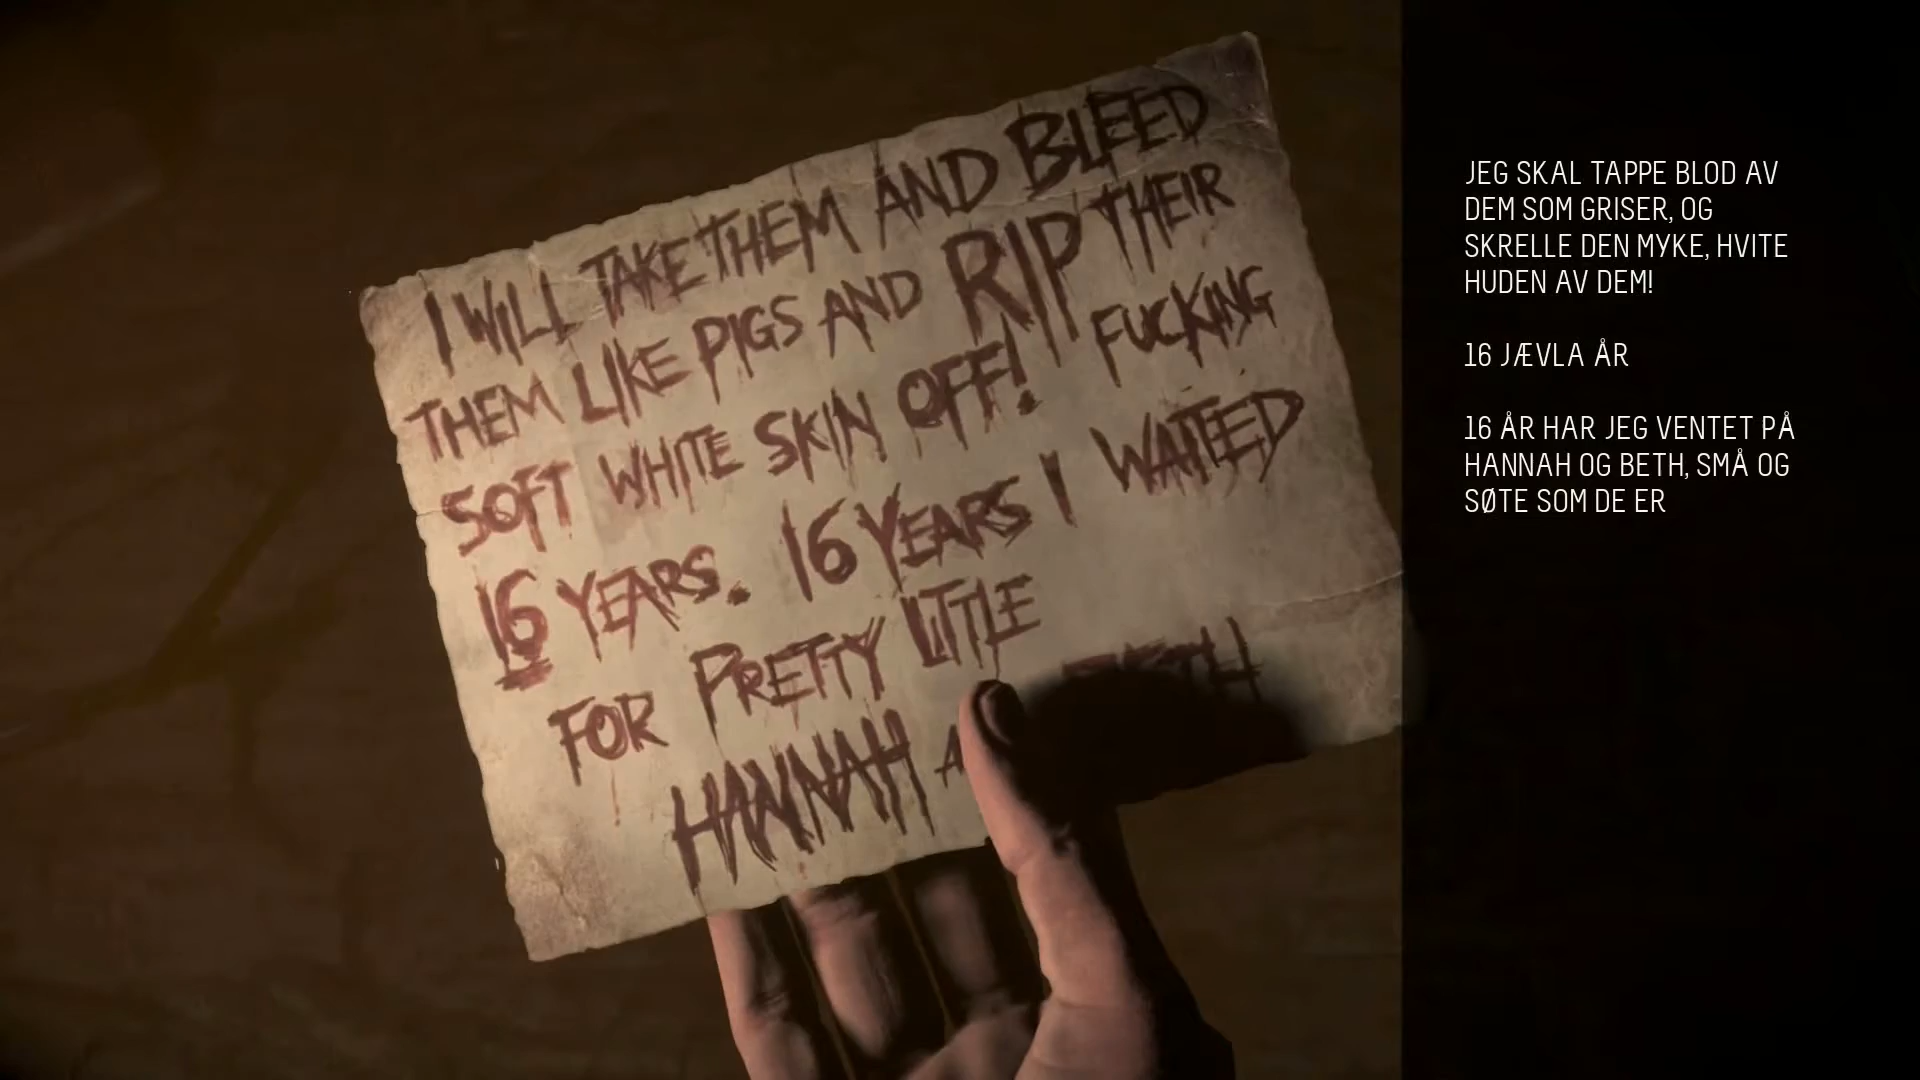 I WILL TAKE THEM AND BLEED
THEM LIKE PIGS AND RIP THEIR
SOFT WHITE SKIN OFF! FUCKING
16 YEARS. 16 YEARS I WAITED
FOR PRETTY LITTLE
HANNAH
JEG SKAL TAPPE BLOD AV
DEM SOM GRISER, OG
SKRELLE DEN MYKE, HVITE
HUDEN AV DEM!
16 JÆVLA ÅR
16 ÅR HAR JEG VENTET PÅ
HANNAH OG BETH, SMÅ OG
SØTE SOM DE ER